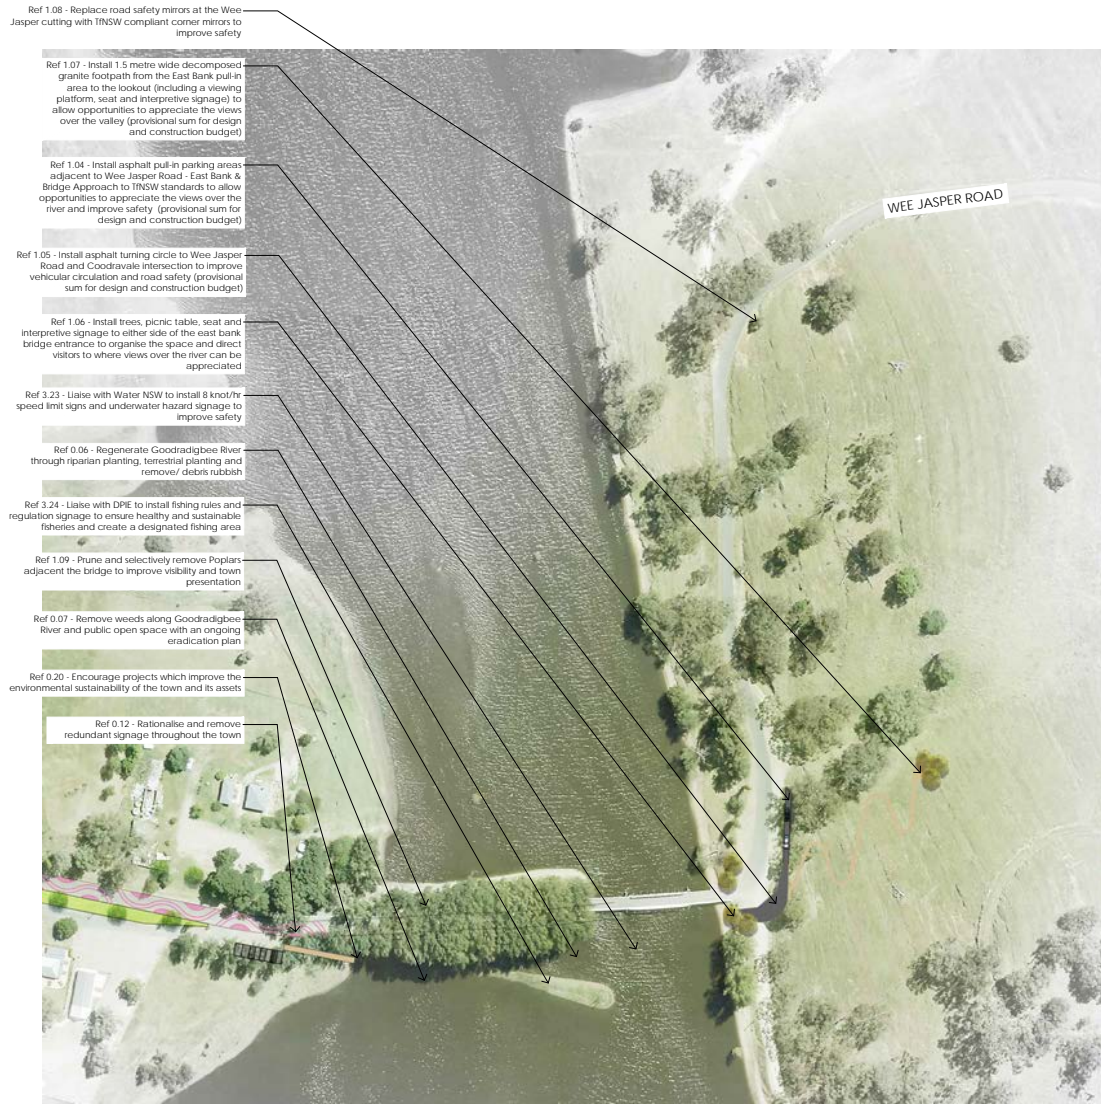 Ref 1.08 - Replace road safety mirrors at the Wee
Jasper cutting with TfNSW compliant corner mirrors to
improve safety
Ref 1.07 - Install 1.5 metre wide decomposed
granite footpath from the East Bank pull-in
area to the lookout (including a viewing
platform, seat and interpretive signage) to
allow opportunities to appreciate the views
over the valley (provisional sum for design
and construction budget)
Ref 1.04 - Install asphalt pull-in parking areas
adjacent to Wee Jasper Road - East Bank &
Bridge Approach to TfNSW standards to allow
opportunities to appreciate the views over the
river and improve safety (provisional sum for
design and construction budget)
WEE JASPER ROAD
Ref 1.05 - Install asphalt turning circle to Wee Jasper
Road and Coodravale intersection to improve
vehicular circulation and road safety (provisional
sum for design and construction budget)
Ref 1.06 - Install trees, picnic table, seat and
interpretive signage to either side of the east bank
bridge entrance to organise the space and direct
visitors to where views over the river can be
appreciated
Ref 3.23 - Liaise with Water NSW to install 8 knot/hr
speed limit signs and underwater hazard signage to
improve safety
Ref 0.06 - Regenerate Goodradigbee River
through riparian planting, terrestrial planting and
remove/ debris rubbish
Ref 3.24 - Liaise with DPIE to install fishing rules and
regulation signage to ensure healthy and sustainable
fisheries and create a designated fishing area
Ref 1.09 - Prune and selectively remove Poplars
adjacent the bridge to improve visibility and town
presentation
Ref 0.07 - Remove weeds along Goodradigbee
River and public open space with an ongoing
eradication plan
Ref 0.20 - Encourage projects which improve the
environmental sustainability of the town and its assets
Ref 0.12 - Rationalise and remove
redundant signage throughout the town